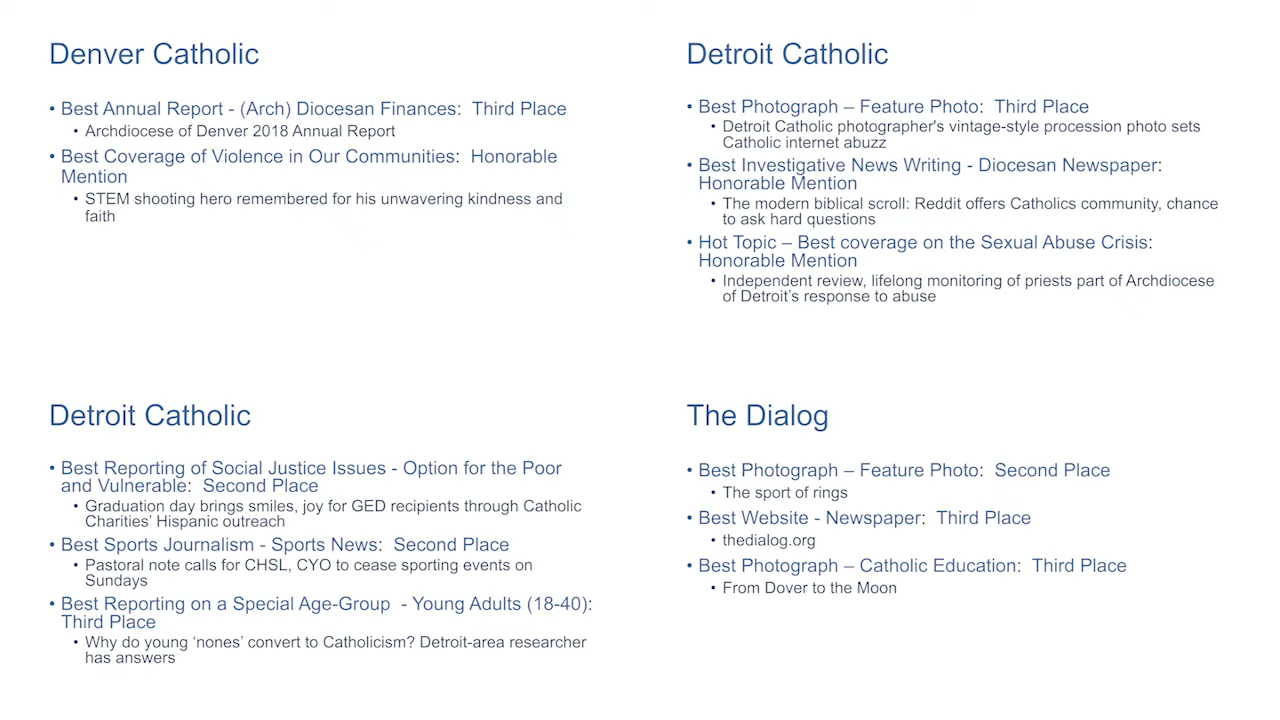 Denver Catholic
• Best Annual Report - (Arch) Diocesan Finances:  Third Place
• Archdiocese of Denver 2018 Annual Report
• Best Coverage of Violence in Our Communities:  Honorable
Mention
• STEM shooting hero remembered for his unwavering kindness and
faith
Detroit Catholic
• Best Photograph – Feature Photo:  Third Place
• Detroit Catholic photographer's vintage-style procession photo sets
Catholic internet abuzz
• Best Investigative News Writing - Diocesan Newspaper:
Honorable Mention
• The modern biblical scroll: Reddit offers Catholics community, chance
to ask hard questions
• Hot Topic – Best coverage on the Sexual Abuse Crisis:
Honorable Mention
• Independent review, lifelong monitoring of priests part of Archdiocese
of Detroit’s response to abuse
Detroit Catholic
• Best Reporting of Social Justice Issues - Option for the Poor
and Vulnerable:  Second Place
• Graduation day brings smiles, joy for GED recipients through Catholic
Charities’ Hispanic outreach
• Best Sports Journalism - Sports News:  Second Place
• Pastoral note calls for CHSL, CYO to cease sporting events on
Sundays
• Best Reporting on a Special Age-Group  - Young Adults (18-40):
Third Place
• Why do young ‘nones’ convert to Catholicism? Detroit-area researcher
has answers
The Dialog
• Best Photograph – Feature Photo:  Second Place
• The sport of rings
• Best Website - Newspaper:  Third Place
• thedialog.org
• Best Photograph – Catholic Education:  Third Place
• From Dover to the Moon